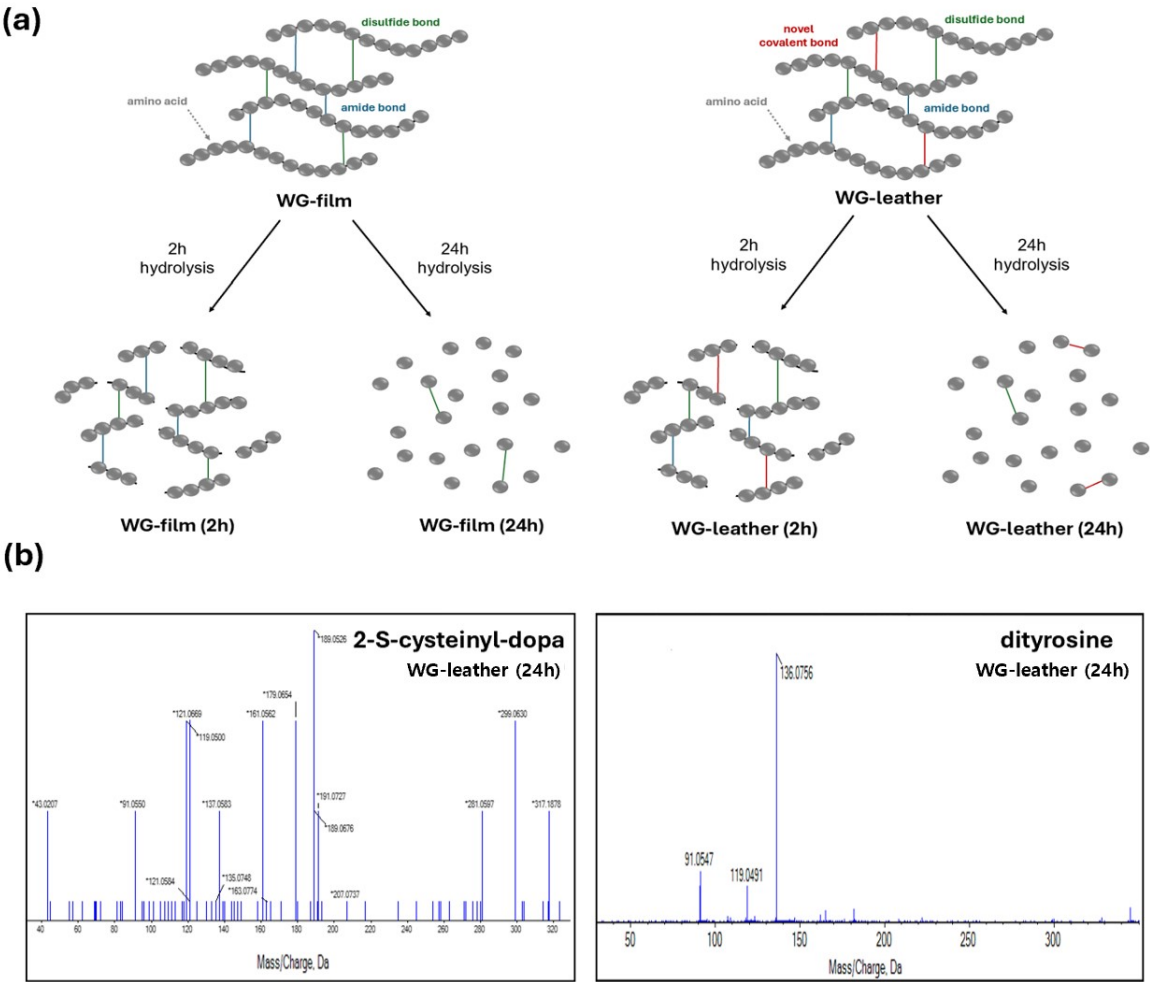 (a)
disulfide bond
amino acid
amide bond
WG-film
2h
hydrolysis
24h
hydrolysis
WG-film (2h)
WG-film (24h)
novel
covalent bond
disulfide bond
amino acid
amide bond
WG-leather
2h
hydrolysis
24h
hydrolysis
WG-leather (2h)
WG-leather (24h)
(b)
2-S-cysteinyl-dopa
WG-leather (24h)
*189.0526
*179.0654
*121.0669
*119.0500
*161.0562
*299.0630
*43.0207
*91.0550
*137.0583
*191.0727
*189.0676
*281.0597
*317.1878
*121.0584
*135.0748
*163.0774
*207.0737
40 60 80 100 120 140 160 180 200 220 240 260 280 300 320
Mass/Charge, Da
dityrosine
WG-leather (24h)
136.0756
91.0547
119.0491
50 100 150 200 250 300
Mass/Charge, Da